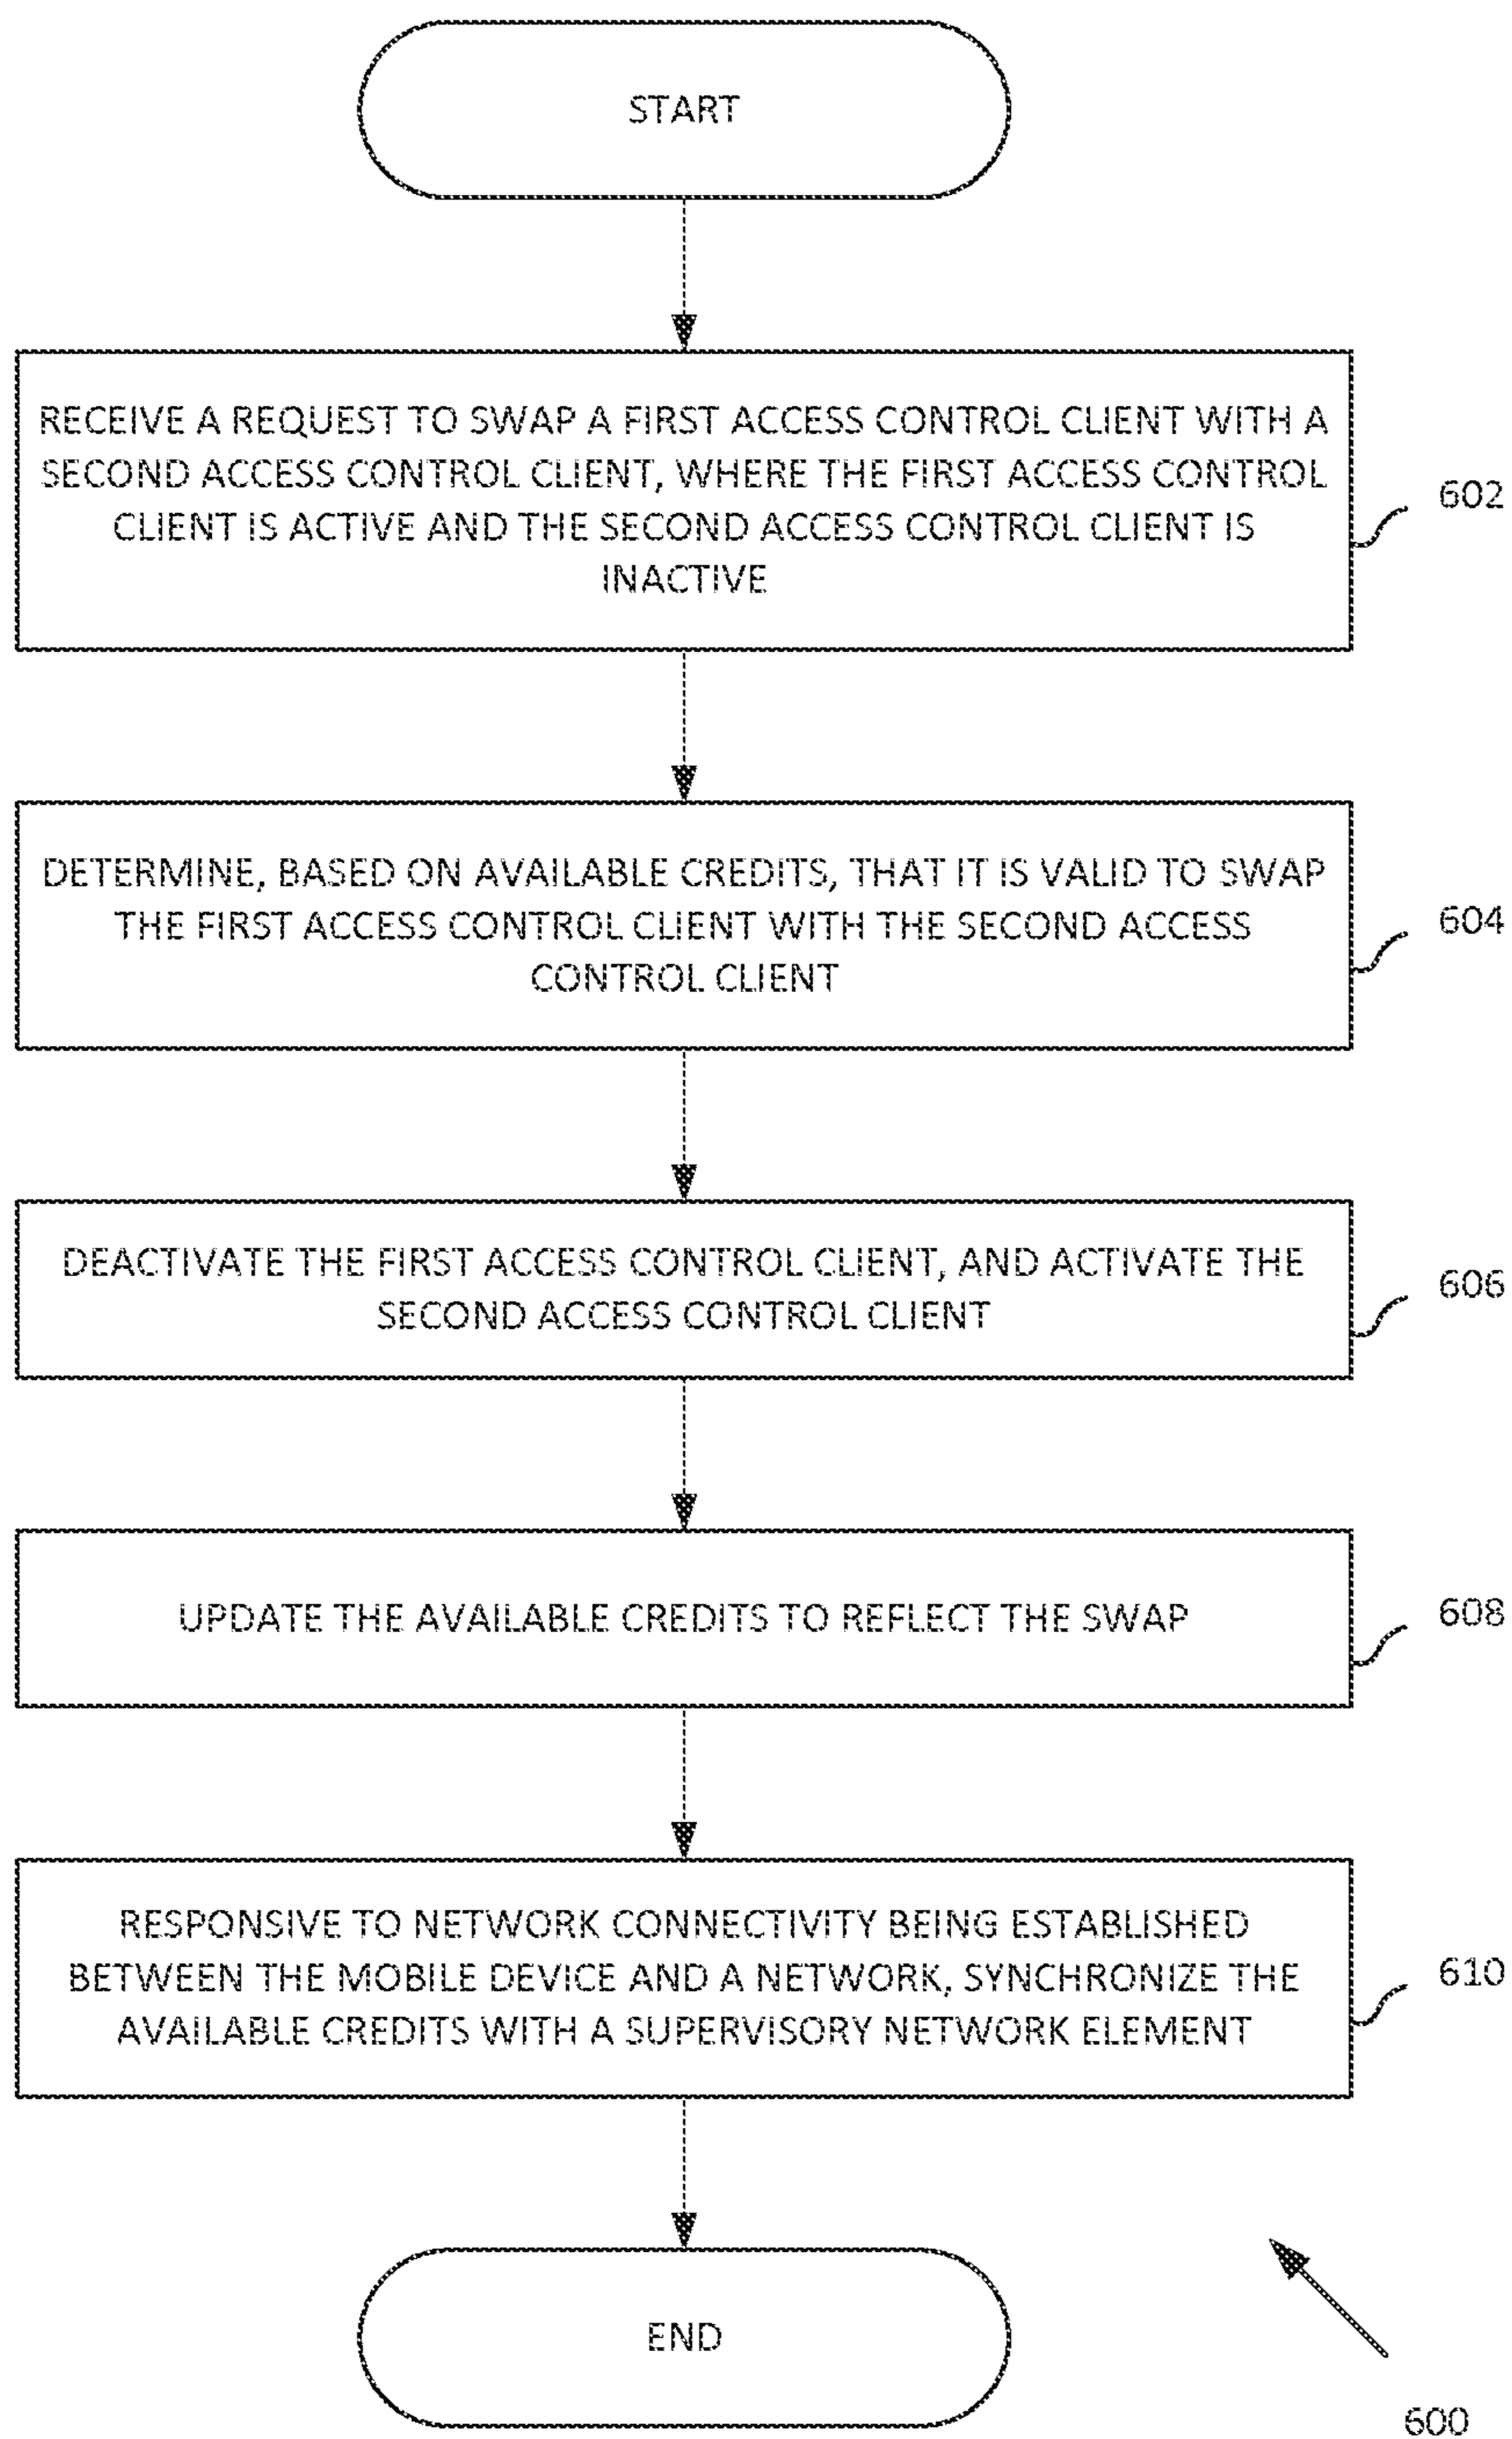 START
RECEIVE A REQUEST TO SWAP A FIRST ACCESS CONTROL CLIENT WITH A
SECOND ACCESS CONTROL CLIENT, WHERE THE FIRST ACCESS CONTROL
CLIENT IS ACTIVE AND THE SECOND ACCESS CONTROL CLIENT IS
INACTIVE
602
DETERMINE, BASED ON AVAILABLE CREDITS, THAT IT IS VALID TO SWAP
THE FIRST ACCESS CONTROL CLIENT WITH THE SECOND ACCESS
CONTROL CLIENT
604
DEACTIVATE THE FIRST ACCESS CONTROL CLIENT, AND ACTIVATE THE
SECOND ACCESS CONTROL CLIENT
606
UPDATE THE AVAILABLE CREDITS TO REFLECT THE SWAP
608
RESPONSIVE TO NETWORK CONNECTIVITY BEING ESTABLISHED
BETWEEN THE MOBILE DEVICE AND A NETWORK, SYNCHRONIZE THE
AVAILABLE CREDITS WITH A SUPERVISORY NETWORK ELEMENT
610
END
600